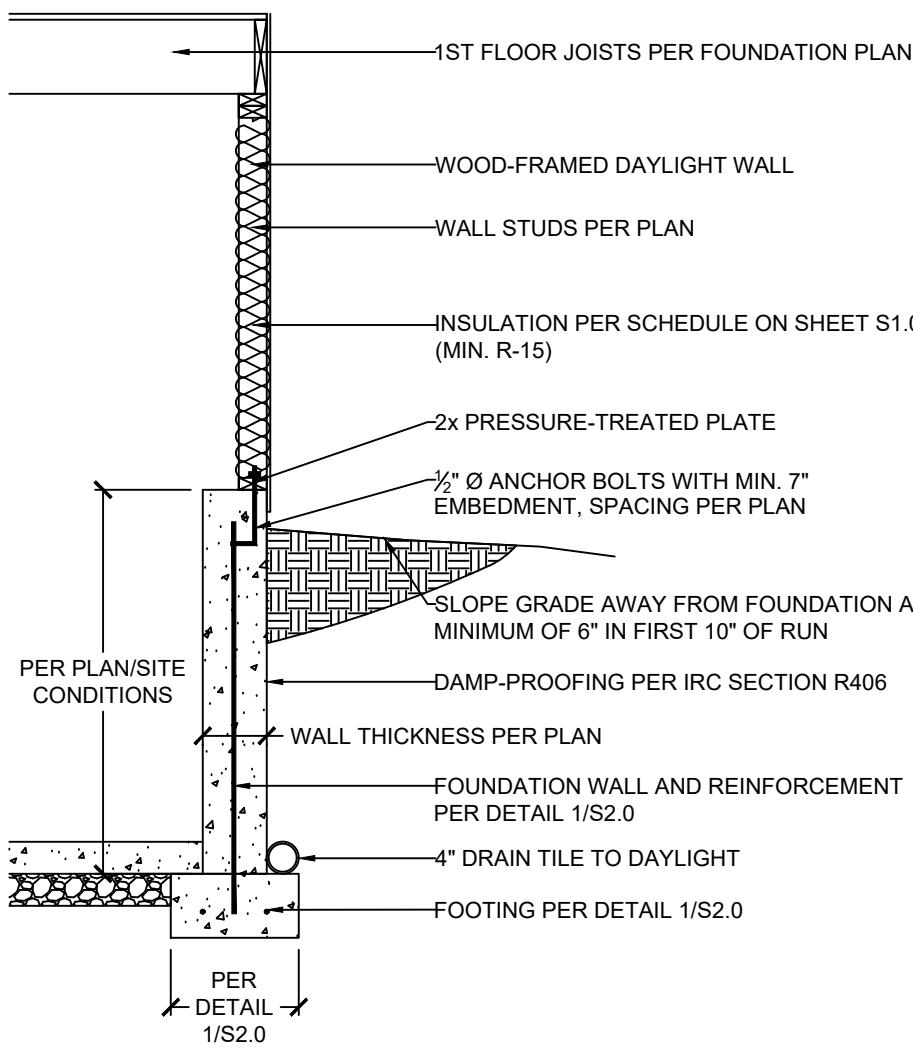 1ST FLOOR JOISTS PER FOUNDATION PLAN
WOOD-FRAMED DAYLIGHT WALL
WALL STUDS PER PLAN
INSULATION PER SCHEDULE ON SHEET S1.0
(MIN. R-15)
2x PRESSURE-TREATED PLATE
½" Ø ANCHOR BOLTS WITH MIN. 7"
EMBEDMENT, SPACING PER PLAN
SLOPE GRADE AWAY FROM FOUNDATION A
MINIMUM OF 6" IN FIRST 10" OF RUN
PER PLAN/SITE
CONDITIONS
DAMP-PROOFING PER IRC SECTION R406
WALL THICKNESS PER PLAN
FOUNDATION WALL AND REINFORCEMENT
PER DETAIL 1/S2.0
4" DRAIN TILE TO DAYLIGHT
FOOTING PER DETAIL 1/S2.0
PER
DETAIL
1/S2.0